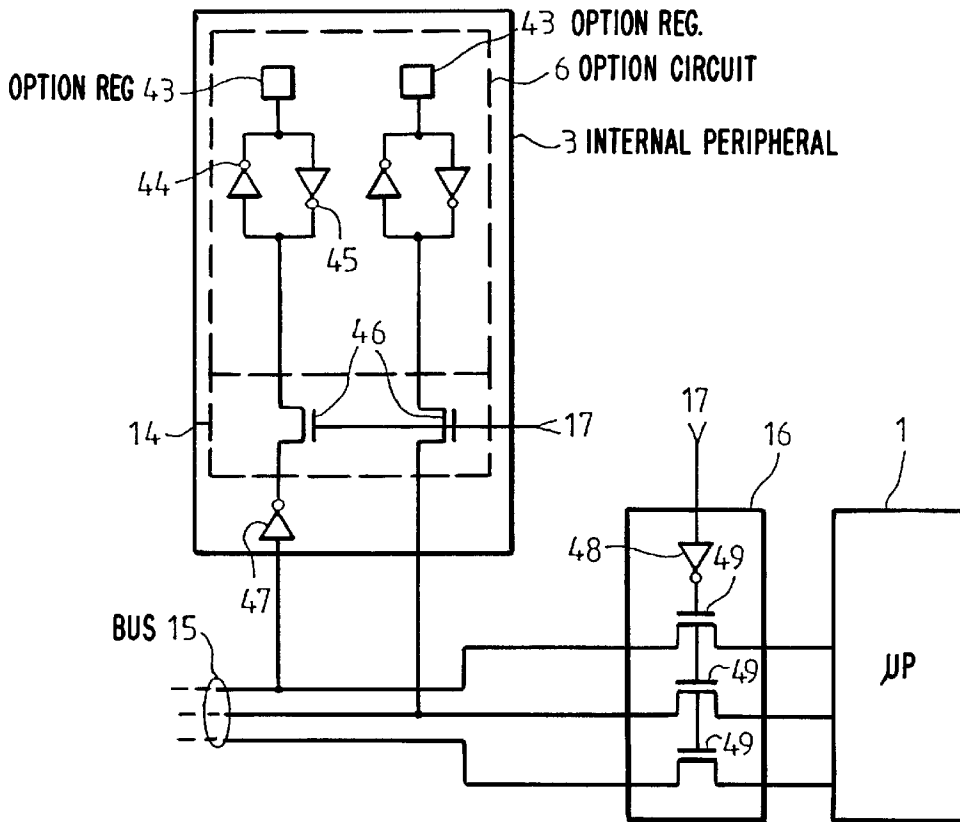 43 OPTION REG.
6 OPTION CIRCUIT
OPTION REG 43
3 INTERNAL PERIPHERAL
44
45
46
14
17
17
16
1
48
49
47
BUS 15
49
µP
49